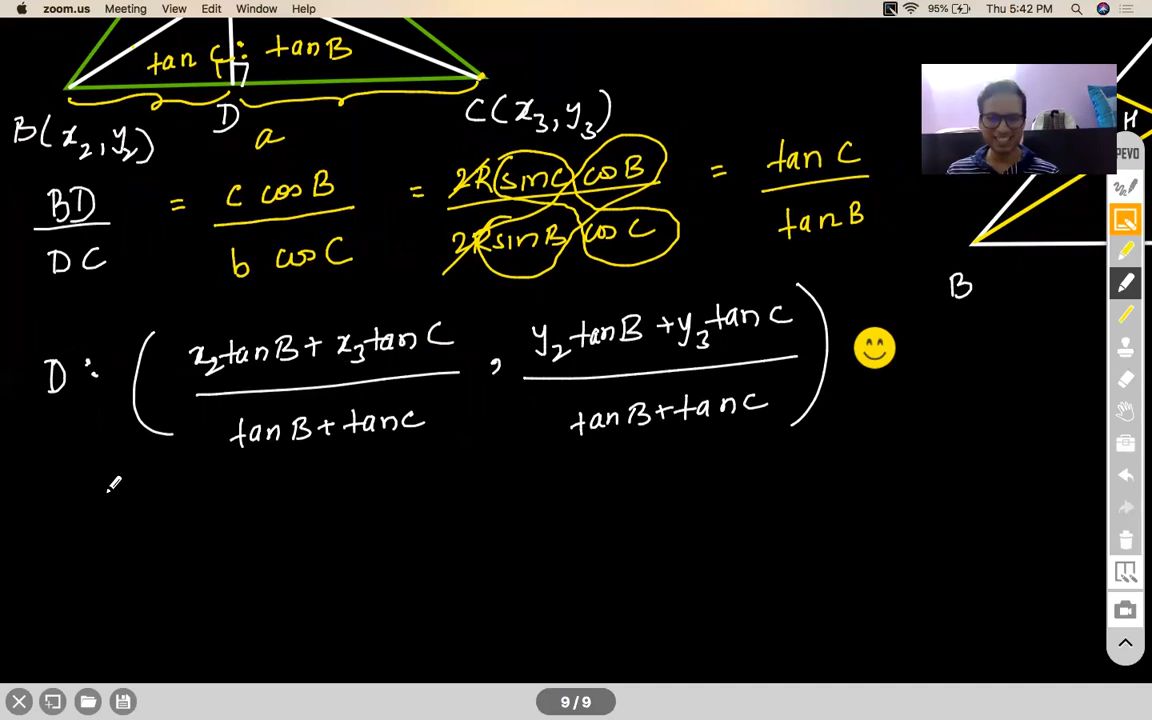 zoom.us Meeting View Edit Window Help 95% Thu 5:42 PM
tan C : tan B
B(x₂, y₂) D C(x₃, y₃)
a
H
EPEVO
BD/DC = c cos B/b cos C = 2R sin C cos B/2R sin B cos C = tan C/tan B
B
D : (x₂ tan B + x₃ tan C/tan B + tan C , y₂ tan B + y₃ tan C/tan B + tan C)
9 / 9